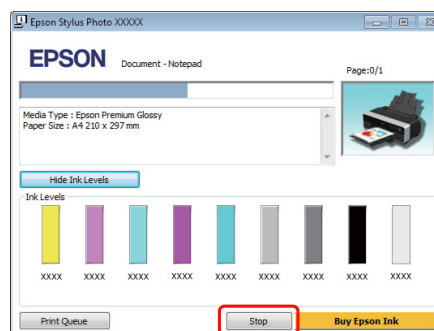 Epson Stylus Photo XXXXX
EPSON Document - Notepad
Page:0/1
Media Type : Epson Premium Glossy
Paper Size : A4 210 x 297 mm
Hide Ink Levels
Ink Levels
XXXX XXXX XXXX XXXX XXXX XXXX XXXX XXXX XXXX
Print Queue Stop Buy Epson Ink